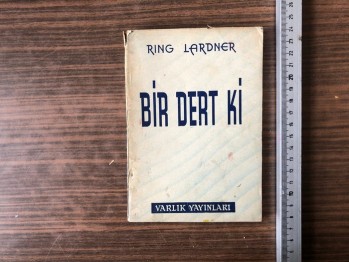 RING LARDNER
BİR DERT Kİ
VARLIK YAYINLARI